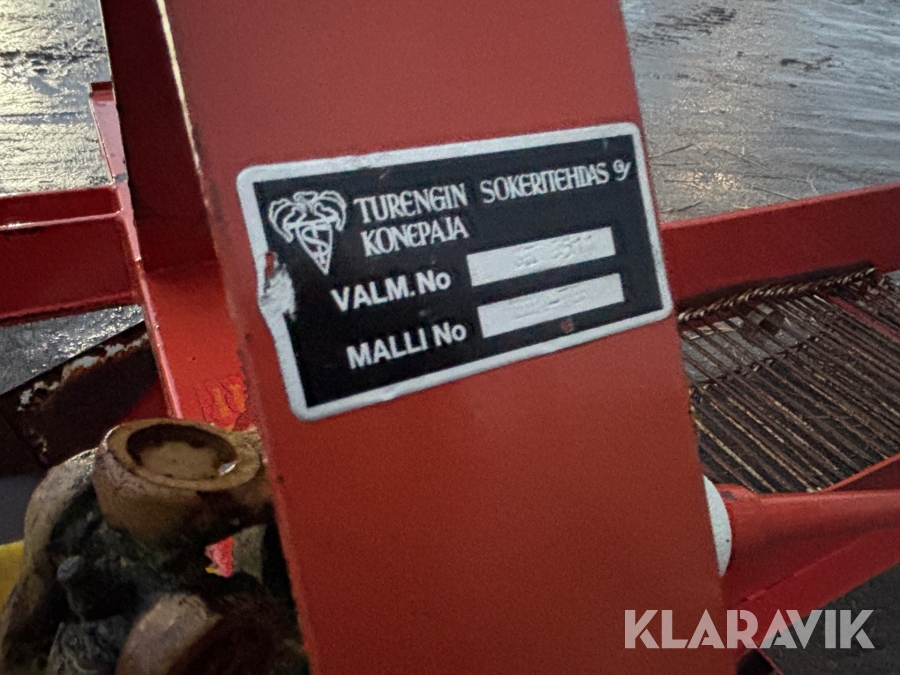 TURENGIN SOKERITEHDAS OY
KONEPAJA
VALM. No
MALLI No
KLARAVIK